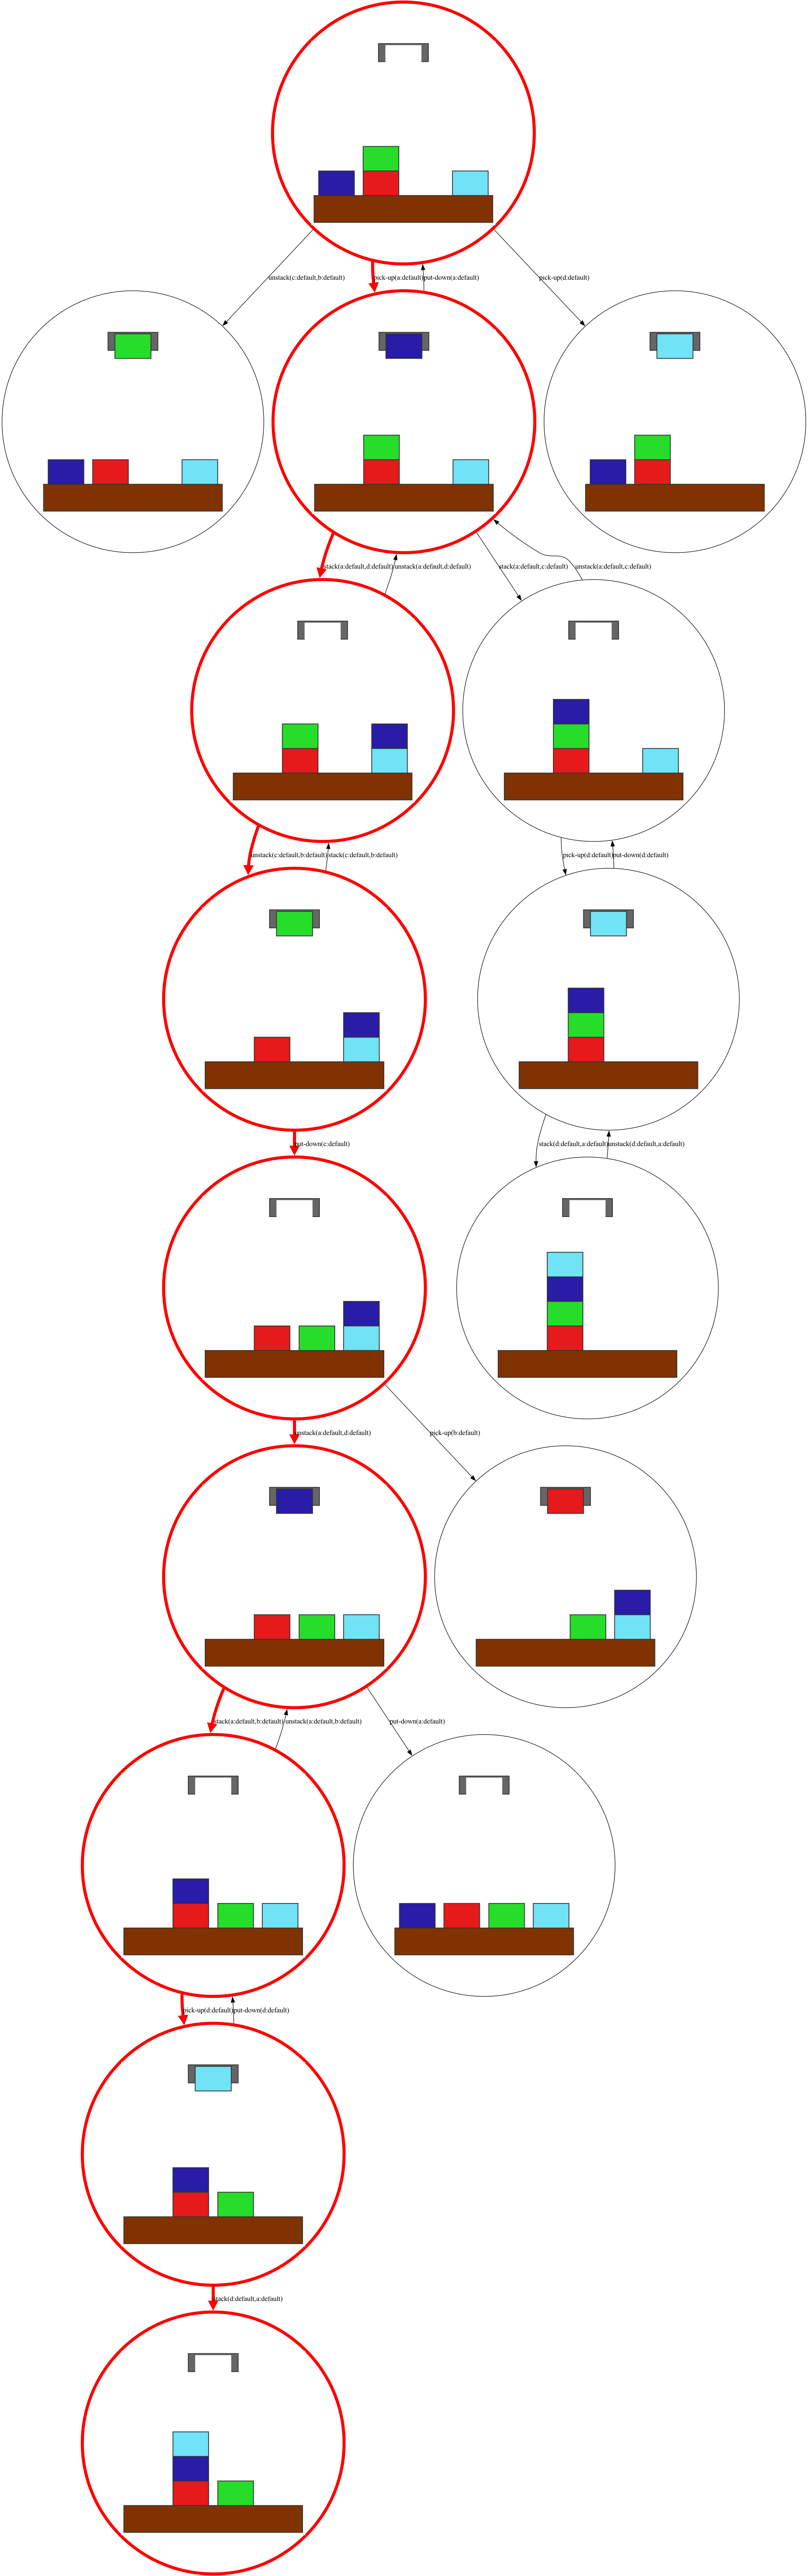 unstack(c:default,b:default)
pick-up(a:default)
put-down(a:default)
pick-up(d:default)
stack(a:default,d:default)
unstack(a:default,d:default)
stack(a:default,c:default)
unstack(a:default,c:default)
unstack(c:default,b:default)
stack(c:default,b:default)
pick-up(d:default)
put-down(d:default)
put-down(c:default)
stack(d:default,a:default)
unstack(d:default,a:default)
unstack(a:default,d:default)
pick-up(b:default)
stack(a:default,b:default)
unstack(a:default,b:default)
put-down(a:default)
pick-up(d:default)
put-down(d:default)
stack(d:default,a:default)